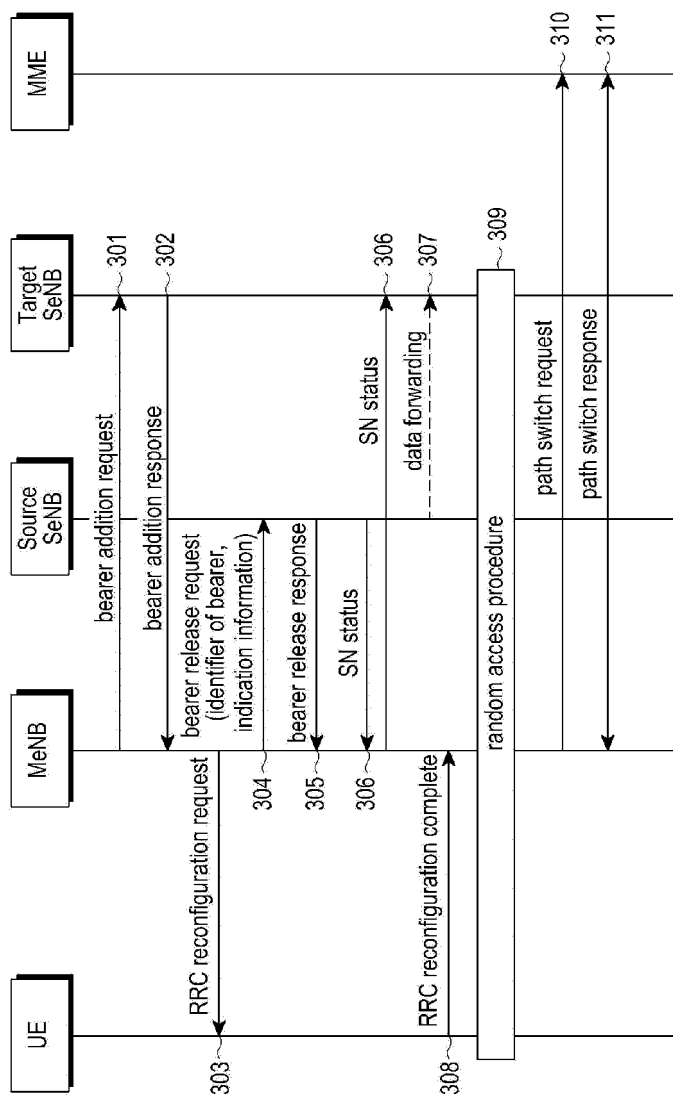 UE
MeNB
Source
SeNB
Target
SeNB
MME
bearer addition request
301
bearer addition response
302
RRC reconfiguration request
303
bearer release request
(identifier of bearer,
indication information)
304
bearer release response
305
SN status
306
SN status
306
data forwarding
307
RRC reconfiguration complete
308
random access procedure
309
path switch request
310
path switch response
311